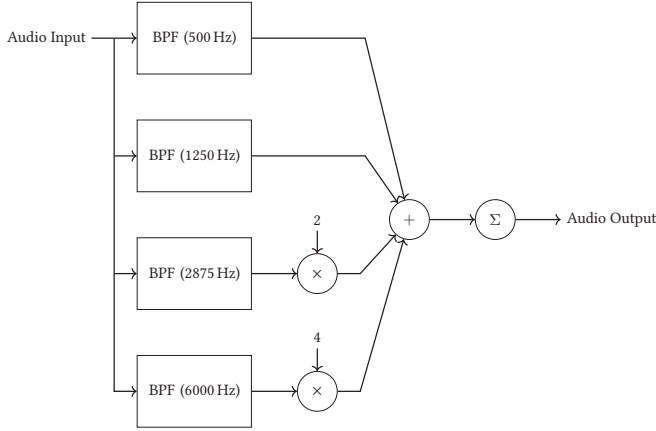 BPF (500 Hz)
Audio Input
BPF (1250 Hz)
2
+
Σ
Audio Output
BPF (2875 Hz)
×
4
BPF (6000 Hz)
×